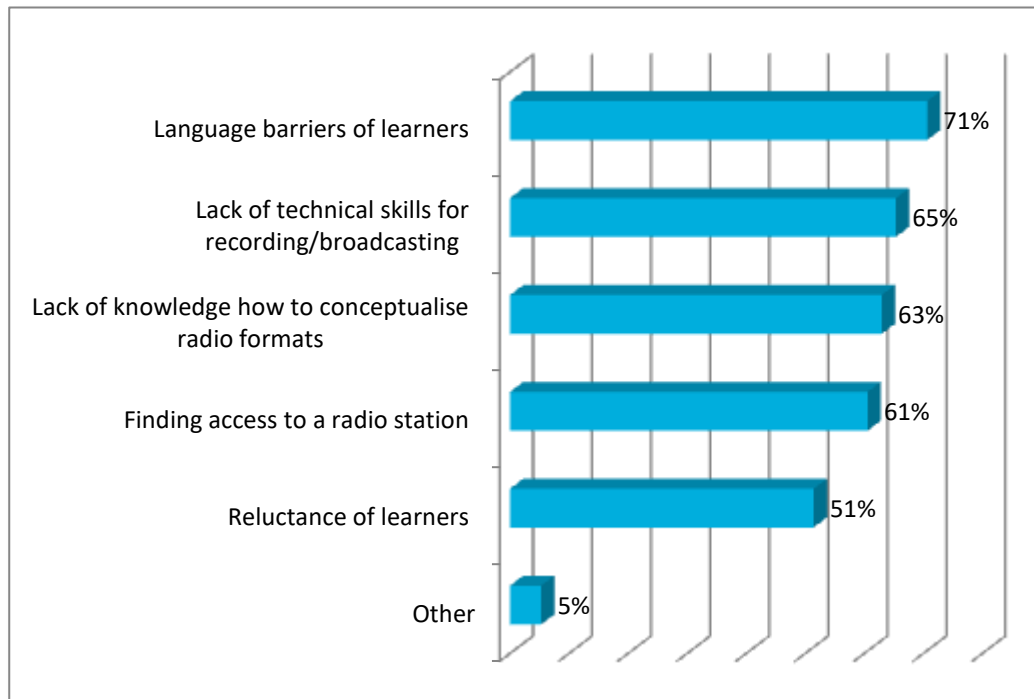 Language barriers of learners
71%
Lack of technical skills for
recording/broadcasting
65%
Lack of knowledge how to conceptualise
radio formats
63%
Finding access to a radio station
61%
Reluctance of learners
51%
Other
5%